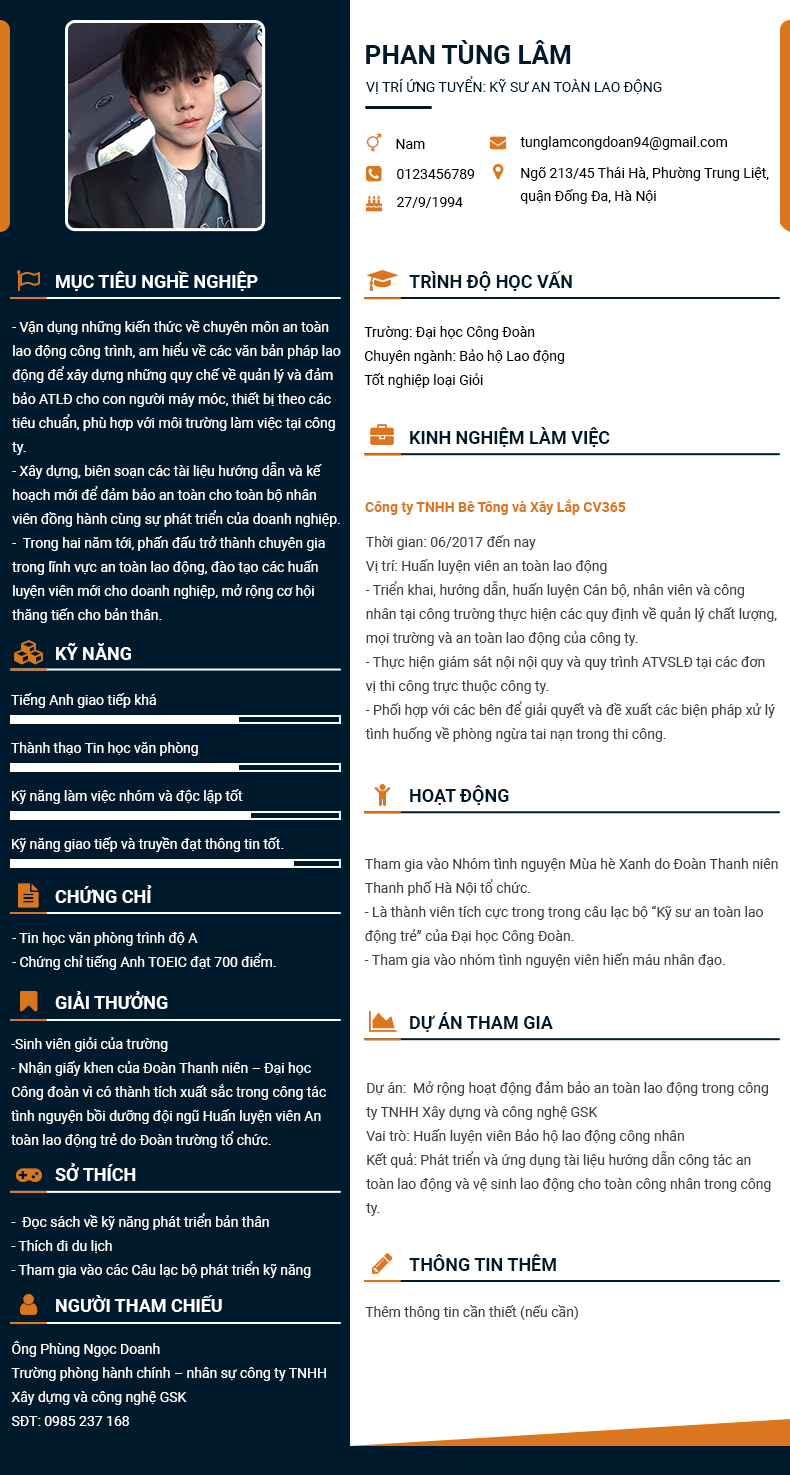 PHAN TÙNG LÂM
VỊ TRÍ ỨNG TUYỂN: KỸ SƯ AN TOÀN LAO ĐỘNG
Nam
0123456789
27/9/1994
tunglamcongdoan94@gmail.com
Ngõ 213/45 Thái Hà, Phường Trung Liệt,
quận Đống Đa, Hà Nội
MỤC TIÊU NGHỀ NGHIỆP
- Vận dụng những kiến thức về chuyên môn an toàn
lao động công trình, am hiểu về các văn bản pháp lao
động để xây dựng những quy chế về quản lý và đảm
bảo ATLĐ cho con người máy móc, thiết bị theo các
tiêu chuẩn, phù hợp với môi trường làm việc tại công
ty.
- Xây dựng, biên soạn các tài liệu hướng dẫn và kế
hoạch mới để đảm bảo an toàn cho toàn bộ nhân
viên đồng hành cùng sự phát triển của doanh nghiệp.
- Trong hai năm tới, phấn đấu trở thành chuyên gia
trong lĩnh vực an toàn lao động, đào tạo các huấn
luyện viên mới cho doanh nghiệp, mở rộng cơ hội
thăng tiến cho bản thân.
KỸ NĂNG
Tiếng Anh giao tiếp khá
Thành thạo Tin học văn phòng
Kỹ năng làm việc nhóm và độc lập tốt
Kỹ năng giao tiếp và truyền đạt thông tin tốt.
CHỨNG CHỈ
- Tin học văn phòng trình độ A
- Chứng chỉ tiếng Anh TOEIC đạt 700 điểm.
GIẢI THƯỞNG
-Sinh viên giỏi của trường
- Nhận giấy khen của Đoàn Thanh niên – Đại học
Công đoàn vì có thành tích xuất sắc trong công tác
tình nguyện bồi dưỡng đội ngũ Huấn luyện viên An
toàn lao động trẻ do Đoàn trường tổ chức.
SỞ THÍCH
- Đọc sách về kỹ năng phát triển bản thân
- Thích đi du lịch
- Tham gia vào các Câu lạc bộ phát triển kỹ năng
NGƯỜI THAM CHIẾU
Ông Phùng Ngọc Doanh
Trưởng phòng hành chính – nhân sự công ty TNHH
Xây dựng và công nghệ GSK
SĐT: 0985 237 168
TRÌNH ĐỘ HỌC VẤN
Trường: Đại học Công Đoàn
Chuyên ngành: Bảo hộ Lao động
Tốt nghiệp loại Giỏi
KINH NGHIỆM LÀM VIỆC
Công ty TNHH Bê Tông và Xây Lắp CV365
Thời gian: 06/2017 đến nay
Vị trí: Huấn luyện viên an toàn lao động
- Triển khai, hướng dẫn, huấn luyện Cán bộ, nhân viên và công
nhân tại công trường thực hiện các quy định về quản lý chất lượng,
mọi trường và an toàn lao động của công ty.
- Thực hiện giám sát nội nội quy và quy trình ATVSLĐ tại các đơn
vị thi công trực thuộc công ty.
- Phối hợp với các bên để giải quyết và đề xuất các biện pháp xử lý
tình huống về phòng ngừa tai nạn trong thi công.
HOẠT ĐỘNG
Tham gia vào Nhóm tình nguyện Mùa hè Xanh do Đoàn Thanh niên
Thanh phố Hà Nội tổ chức.
- Là thành viên tích cực trong trong câu lạc bộ “Kỹ sư an toàn lao
động trẻ” của Đại học Công Đoàn.
- Tham gia vào nhóm tình nguyện viên hiến máu nhân đạo.
DỰ ÁN THAM GIA
Dự án: Mở rộng hoạt động đảm bảo an toàn lao động trong công
ty TNHH Xây dựng và công nghệ GSK
Vai trò: Huấn luyện viên Bảo hộ lao động công nhân
Kết quả: Phát triển và ứng dụng tài liệu hướng dẫn công tác an
toàn lao động và vệ sinh lao động cho toàn công nhân trong công
ty.
THÔNG TIN THÊM
Thêm thông tin cần thiết (nếu cần)